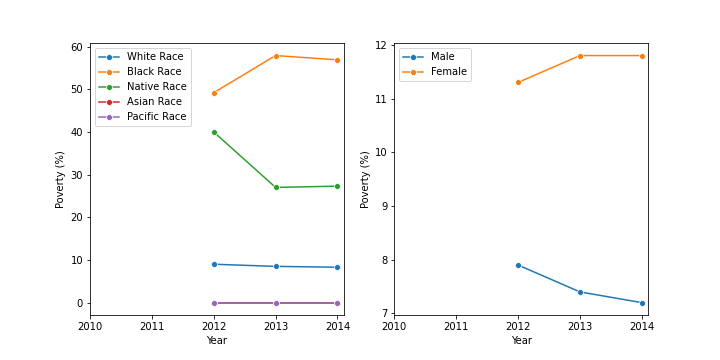 White Race
Black Race
Native Race
Asian Race
Pacific Race
60
50
40
30
20
10
0
Poverty (%)
2010 2011 2012 2013 2014
Year
Male
Female
12
11
10
9
8
7
Poverty (%)
2010 2011 2012 2013 2014
Year